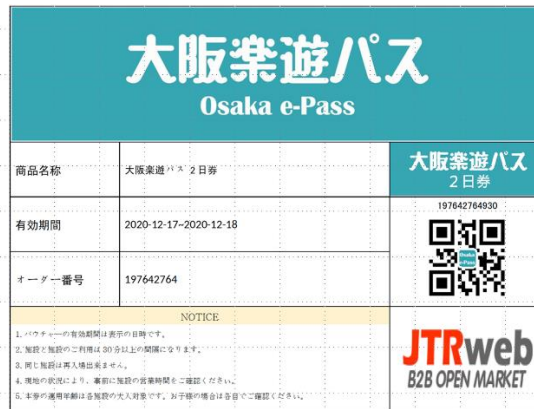 大阪楽遊パス
Osaka e-Pass
商品名称
大阪楽遊パス 2日券
大阪楽遊パス
2日券
197642764930
有効期間
2020-12-17~2020-12-18
Osaka
e-Pass
オーダー番号
197642764
NOTICE
1. バウチャーの有効期間は表示の日時です。
2. 施設と施設のご利用は30分以上の間隔になります。
3. 同じ施設は再入場出来ません。
4. 現地の状況により、事前に施設の営業時間をご確認ください。
5. 本券の適用年齢は各施設の大人対象です。お子様の場合は各自でご確認ください。
JTRweb
B2B OPEN MARKET